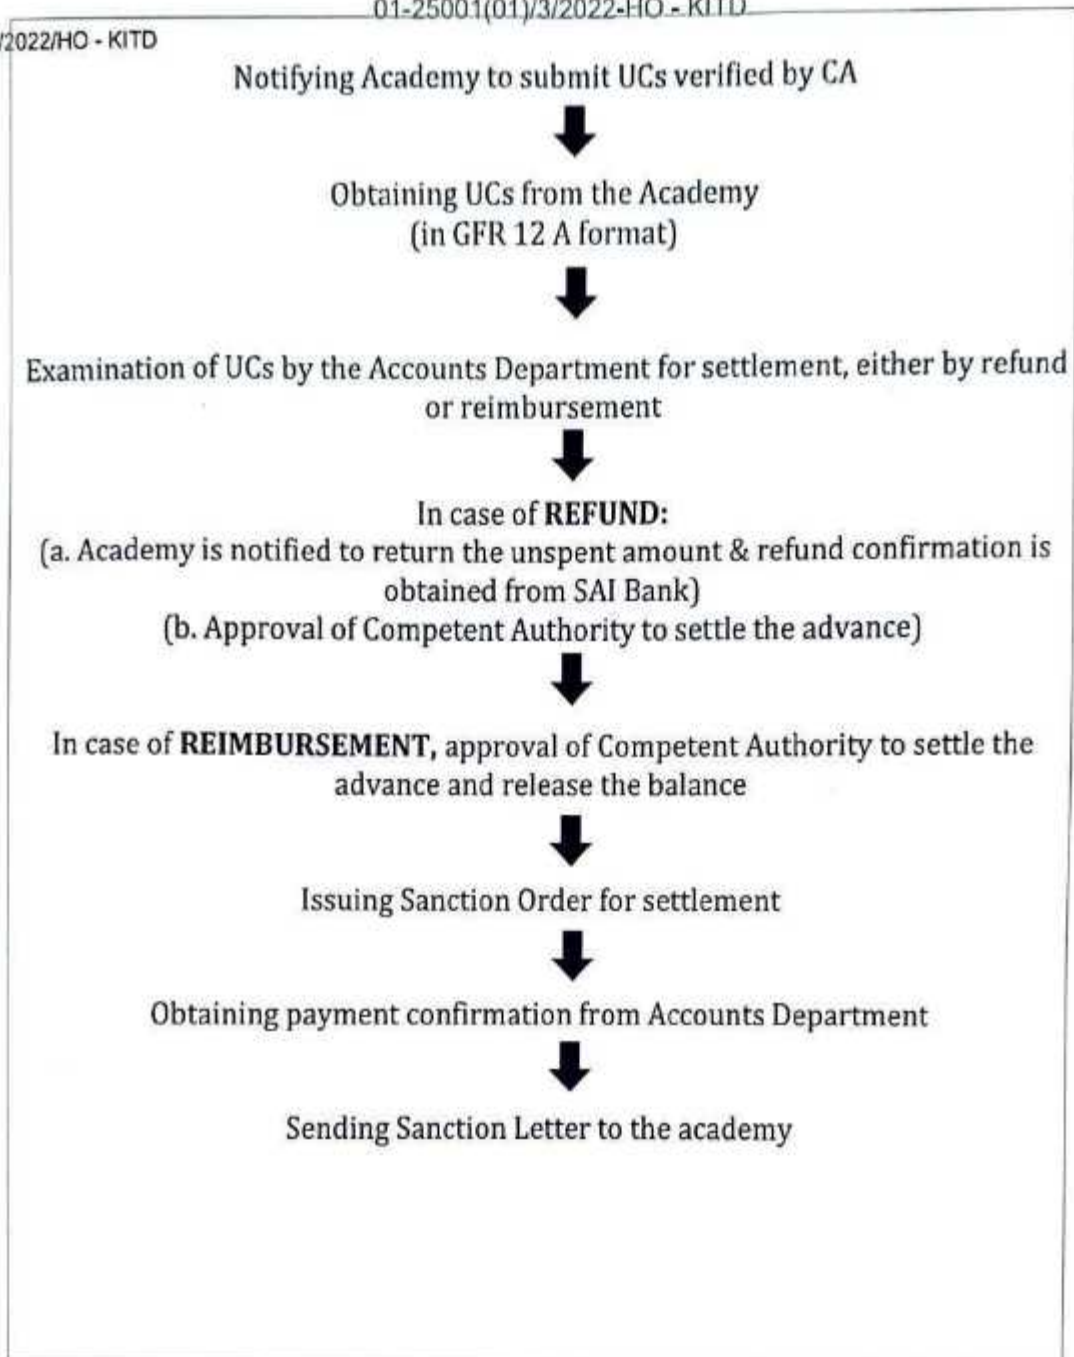 01-25001(01)/3/2022-HO - KITD
/2022/HO - KITD
Notifying Academy to submit UCs verified by CA
Obtaining UCs from the Academy
(in GFR 12 A format)
Examination of UCs by the Accounts Department for settlement, either by refund
or reimbursement
In case of REFUND:
(a. Academy is notified to return the unspent amount & refund confirmation is
obtained from SAI Bank)
(b. Approval of Competent Authority to settle the advance)
In case of REIMBURSEMENT, approval of Competent Authority to settle the
advance and release the balance
Issuing Sanction Order for settlement
Obtaining payment confirmation from Accounts Department
Sending Sanction Letter to the academy